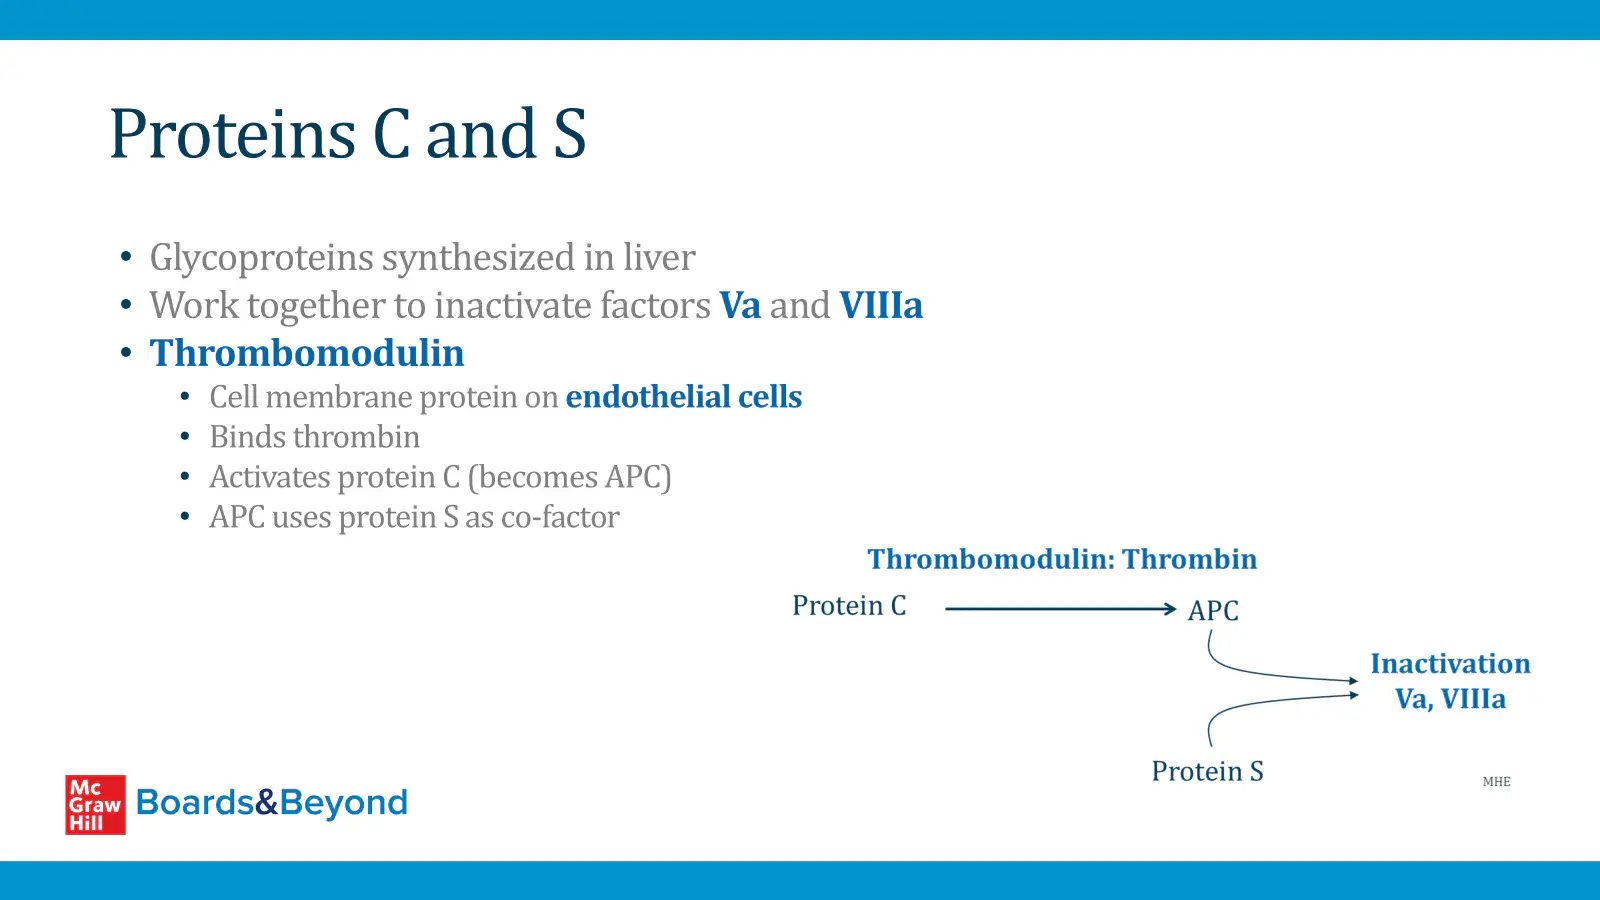 Proteins C and S
• Glycoproteins synthesized in liver
• Work together to inactivate factors Va and VIIIa
• Thrombomodulin
• Cell membrane protein on endothelial cells
• Binds thrombin
• Activates protein C (becomes APC)
• APC uses protein S as co-factor
Thrombomodulin: Thrombin
Protein C
APC
Inactivation
Va, VIIIa
Protein S
MHE
Mc
Graw
Hill
Boards&Beyond